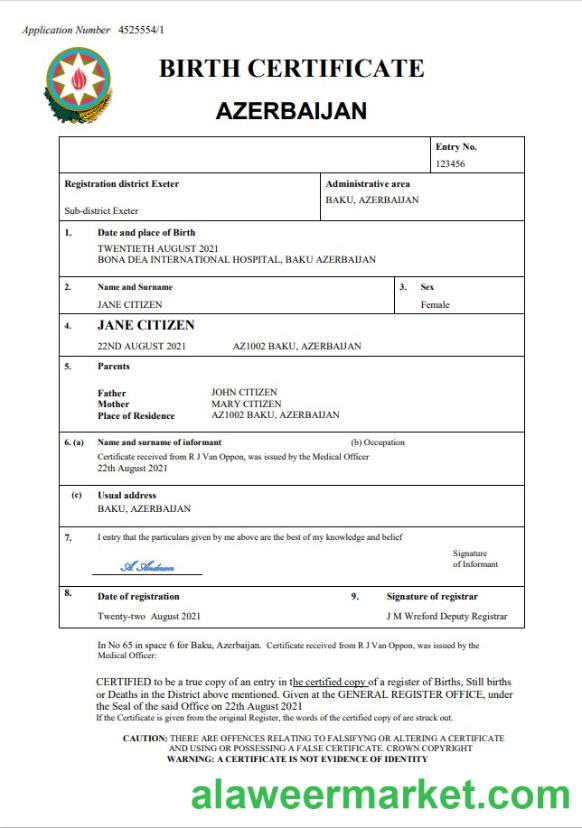 Application Number 4525554/1
BIRTH CERTIFICATE
AZERBAIJAN
Entry No.
123456
Registration district Exeter
Sub-district Exeter
Administrative area
BAKU, AZERBAIJAN
1. Date and place of Birth
TWENTIETH AUGUST 2021
BONA DEA INTERNATIONAL HOSPITAL, BAKU AZERBAIJAN
2. Name and Surname
JANE CITIZEN
3. Sex
Female
4. JANE CITIZEN
22ND AUGUST 2021 AZ1002 BAKU, AZERBAIJAN
5. Parents
Father JOHN CITIZEN
Mother MARY CITIZEN
Place of Residence AZ1002 BAKU, AZERBAIJAN
6. (a) Name and surname of informant (b) Occupation
Certificate received from R J Van Oppon, was issued by the Medical Officer
22th August 2021
(c) Usual address
BAKU, AZERBAIJAN
7. I entry that the particulars given by me above are the best of my knowledge and belief
Signature
of Informant
8. Date of registration 9. Signature of registrar
Twenty-two August 2021 J M Wreford Deputy Registrar
In No 65 in space 6 for Baku, Azerbaijan. Certificate received from R J Van Oppon, was issued by the
Medical Officer:
CERTIFIED to be a true copy of an entry in the certified copy of a register of Births, Still births
or Deaths in the District above mentioned. Given at the GENERAL REGISTER OFFICE, under
the Seal of the said Office on 22th August 2021
If the Certificate is given from the original Register, the words of the certified copy of are struck out.
CAUTION: THERE ARE OFFENCES RELATING TO FALSIFYNG OR ALTERING A CERTIFICATE
AND USING OR POSSESSING A FALSE CERTIFICATE. CROWN COPYRIGHT
WARNING: A CERTIFICATE IS NOT EVIDENCE OF IDENTITY
alaweermarket.com